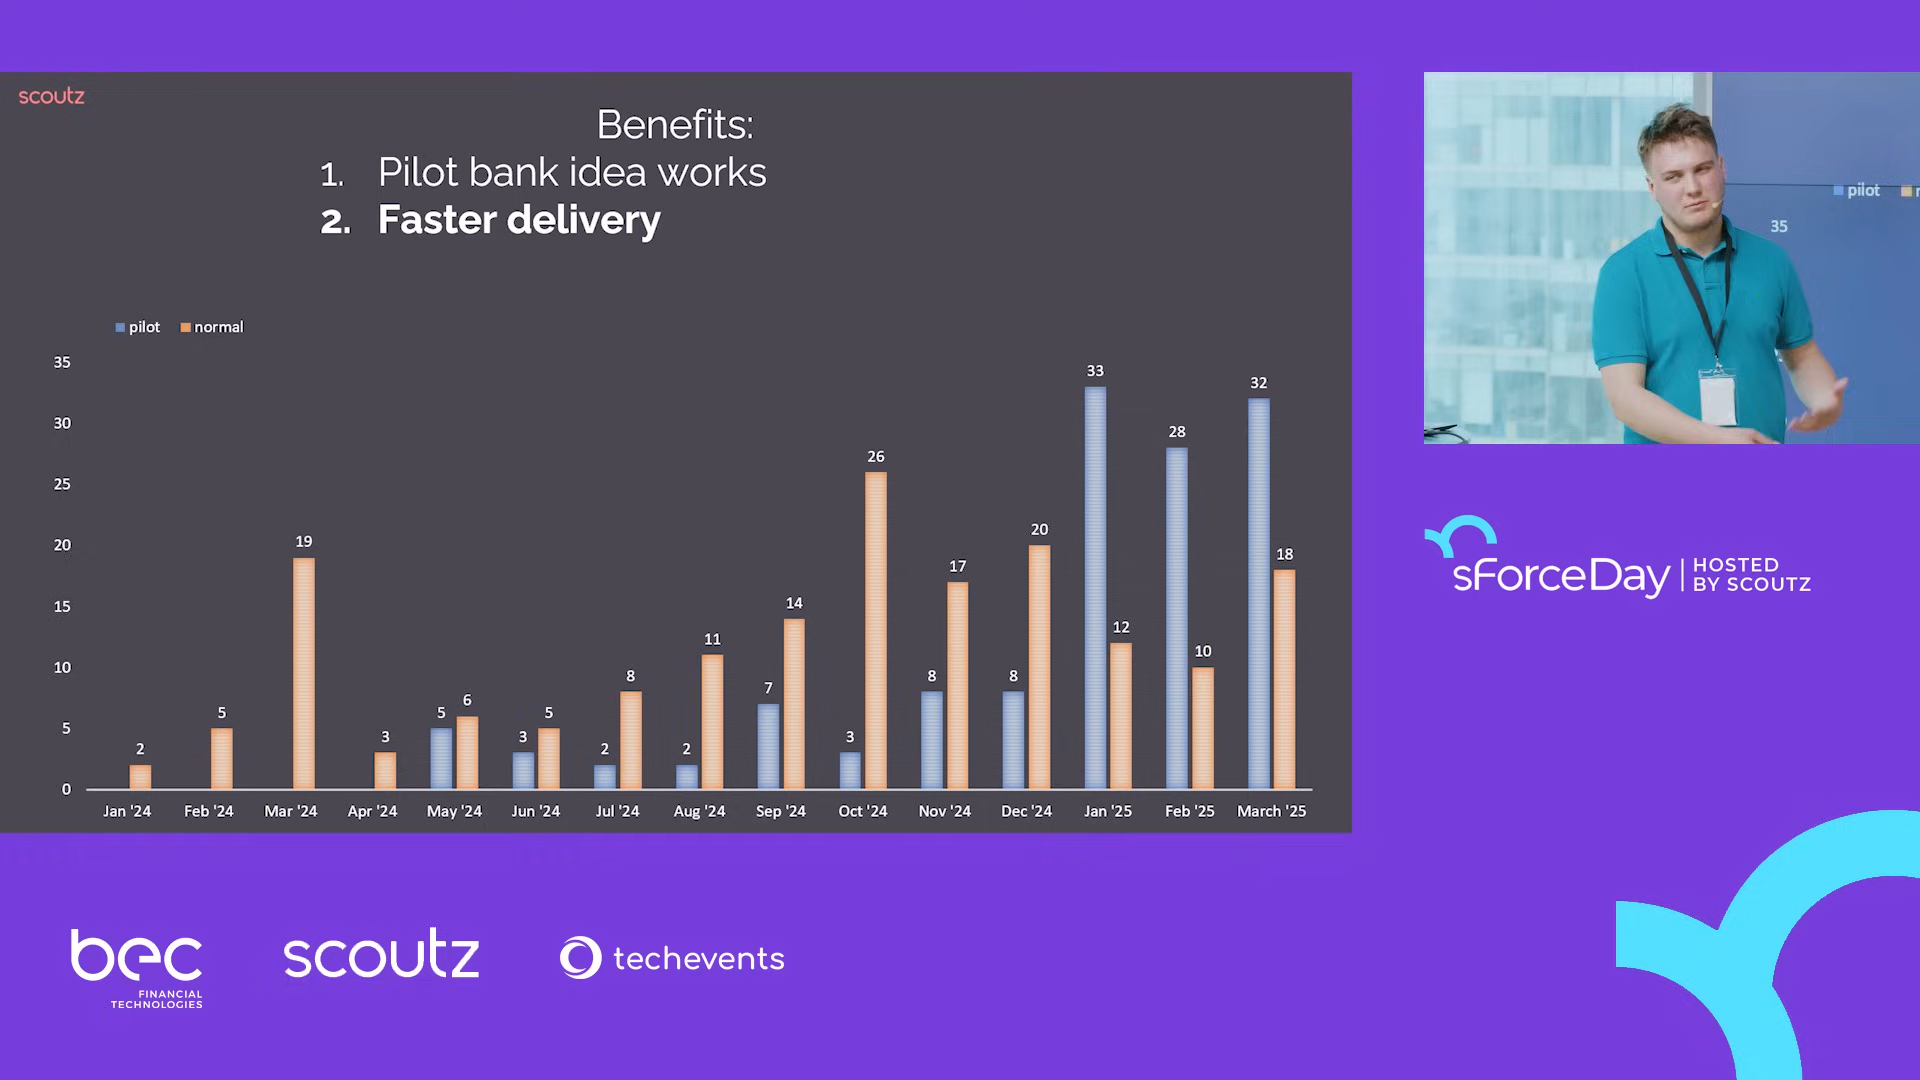 scoutz
Benefits:
1. Pilot bank idea works
2. Faster delivery
pilot normal
35
30
25
20
15
10
5
0
2
5
19
3
5 6
3 5
2 8
2 11
7 14
3 26
8 17
8 20
33 12
28 10
32 18
Jan '24 Feb '24 Mar '24 Apr '24 May '24 Jun '24 Jul '24 Aug '24 Sep '24 Oct '24 Nov '24 Dec '24 Jan '25 Feb '25 March '25
pilot
35
sForceDay | HOSTED
BY SCOUTZ
bec
FINANCIAL
TECHNOLOGIES
scoutz
techevents